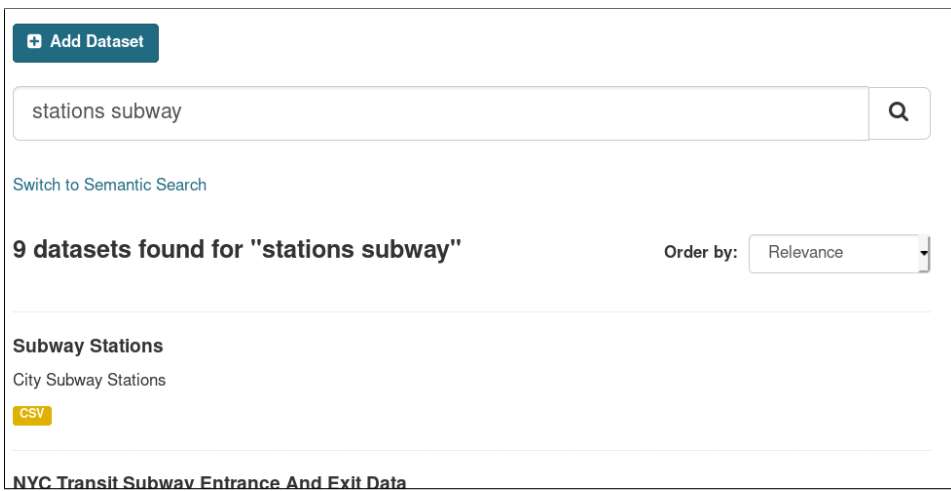 Add Dataset
stations subway
Switch to Semantic Search
9 datasets found for "stations subway"
Order by: Relevance
Subway Stations
City Subway Stations
CSV
NYC Transit Subway Entrance And Exit Data